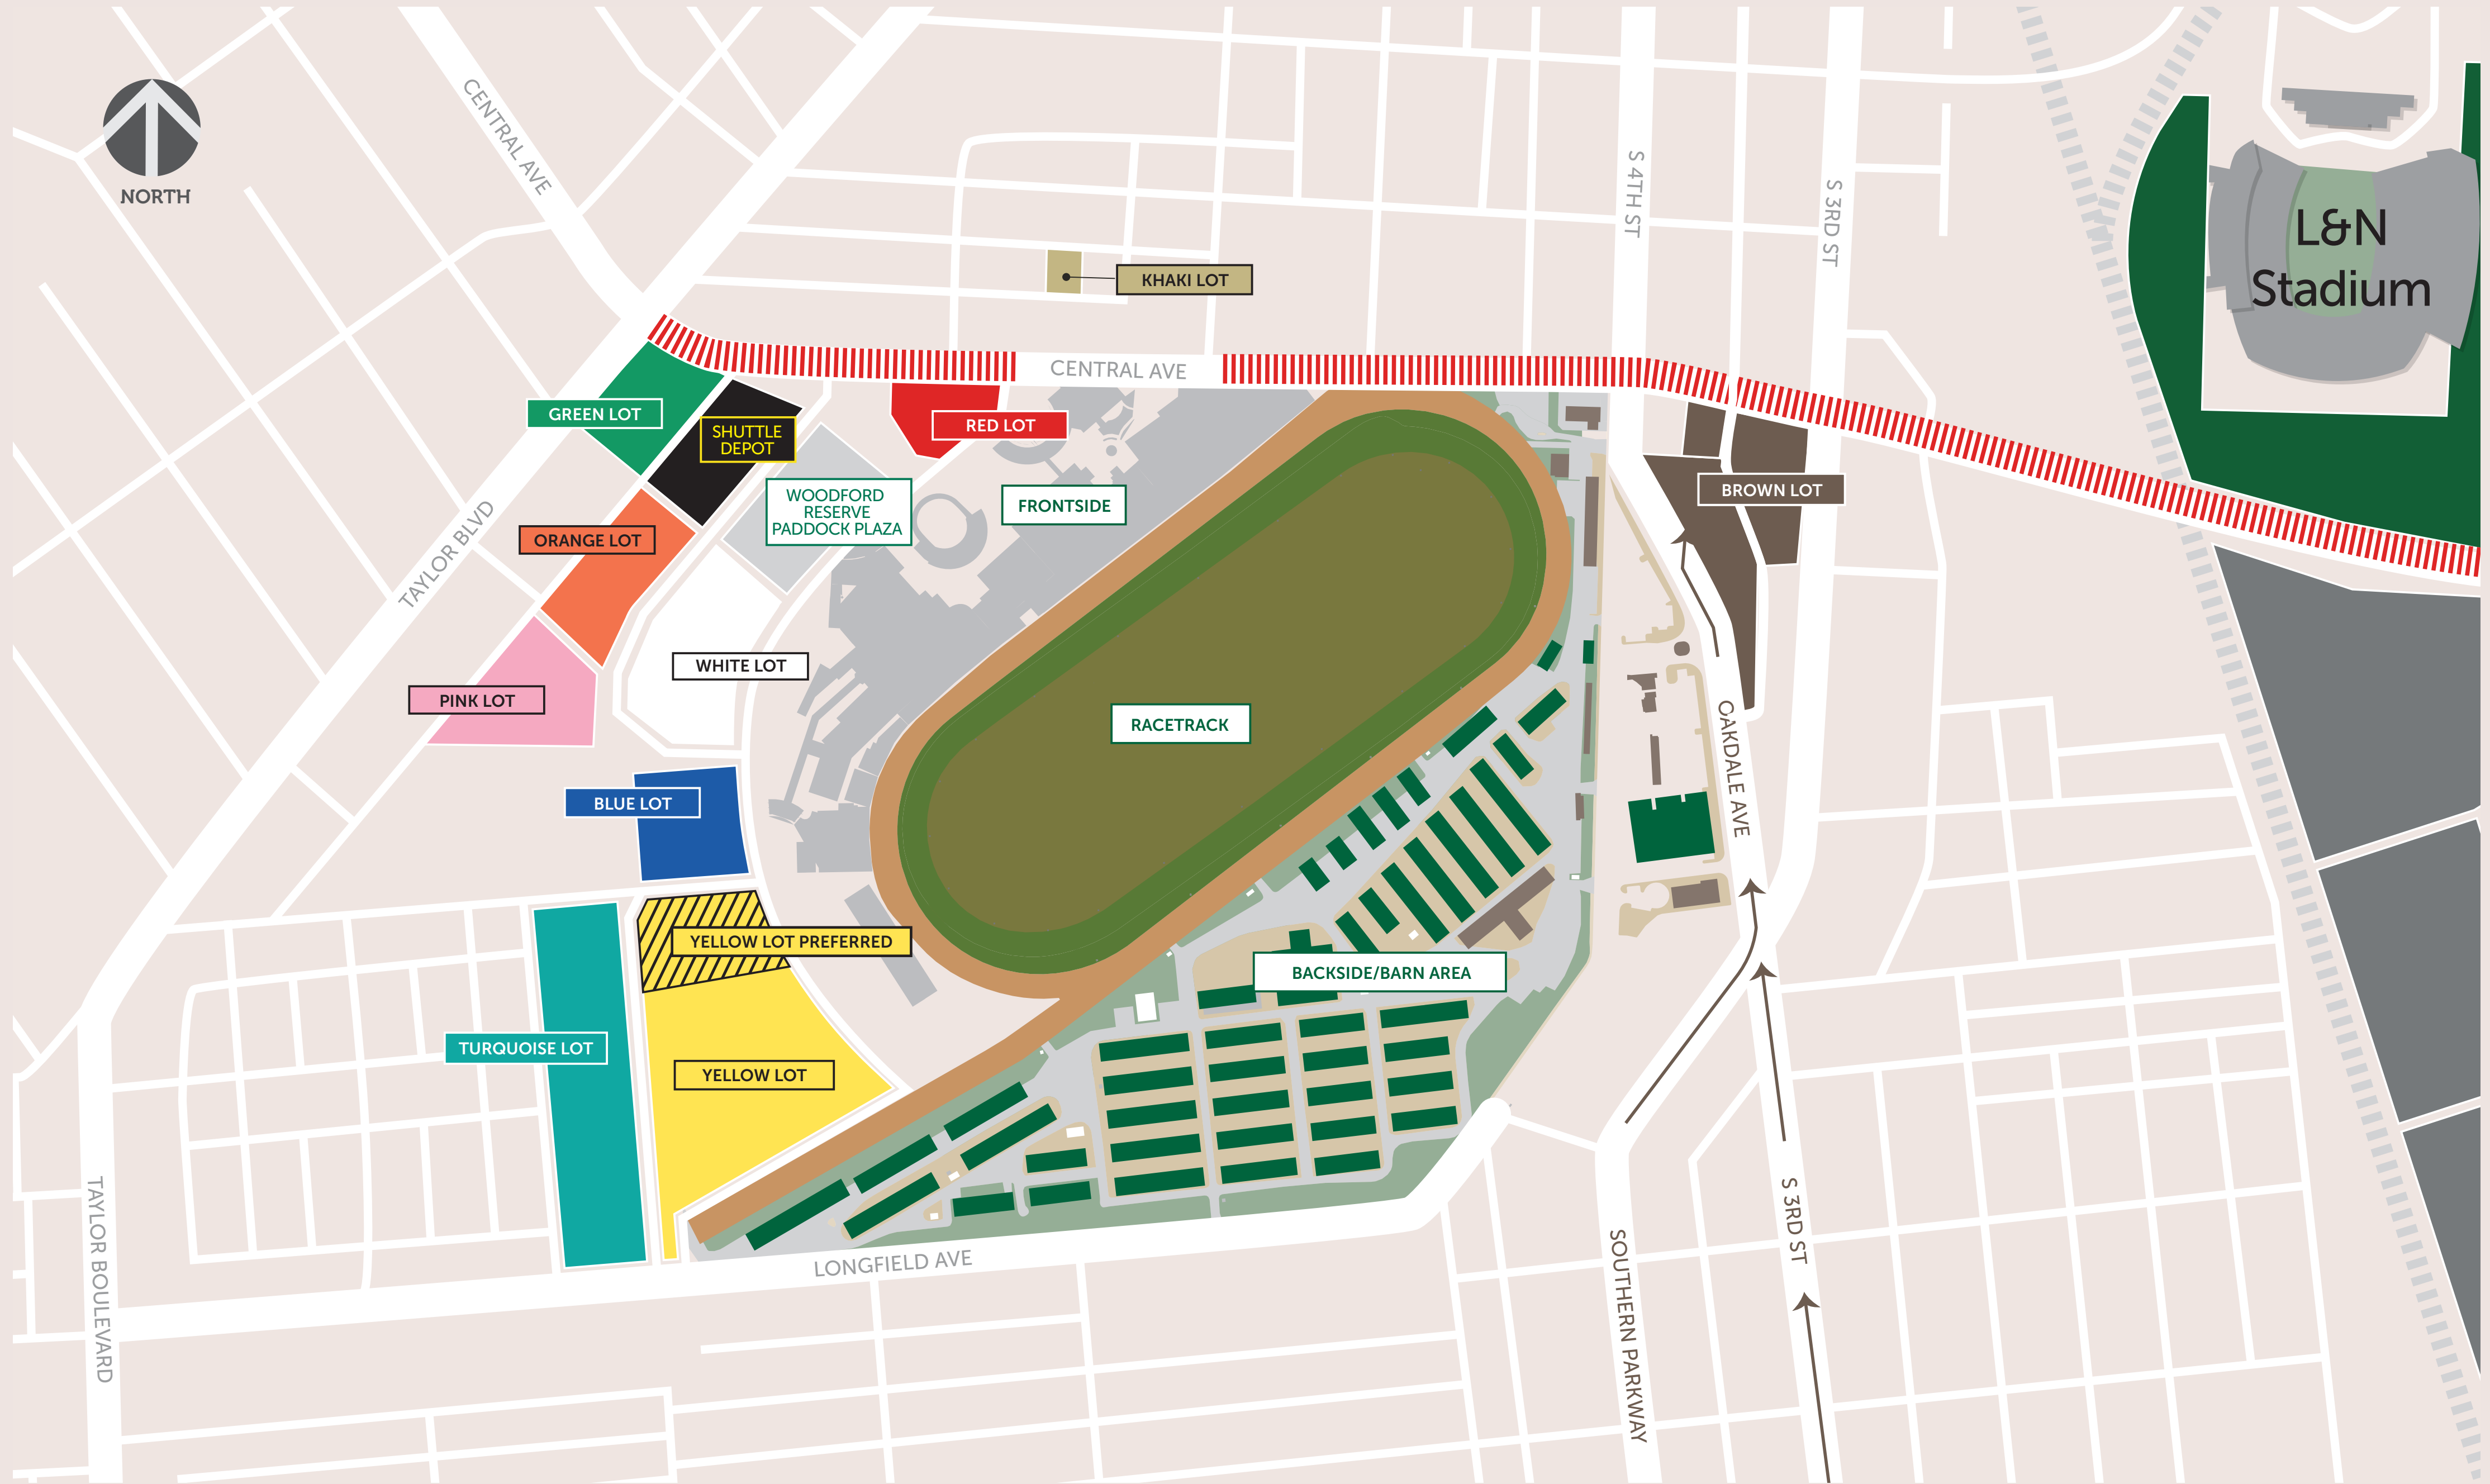 NORTH
CENTRAL AVE
S 4TH ST
S 3RD ST
L&N
Stadium
KHAKI LOT
CENTRAL AVE
GREEN LOT
SHUTTLE
DEPOT
RED LOT
WOODFORD
RESERVE
PADDOCK PLAZA
FRONTSIDE
BROWN LOT
TAYLOR BLVD
ORANGE LOT
WHITE LOT
PINK LOT
RACETRACK
OAKDALE AVE
BLUE LOT
YELLOW LOT PREFERRED
BACKSIDE/BARN AREA
TURQUOISE LOT
YELLOW LOT
TAYLOR BOULEVARD
LONGFIELD AVE
S 3RD ST
SOUTHERN PARKWAY